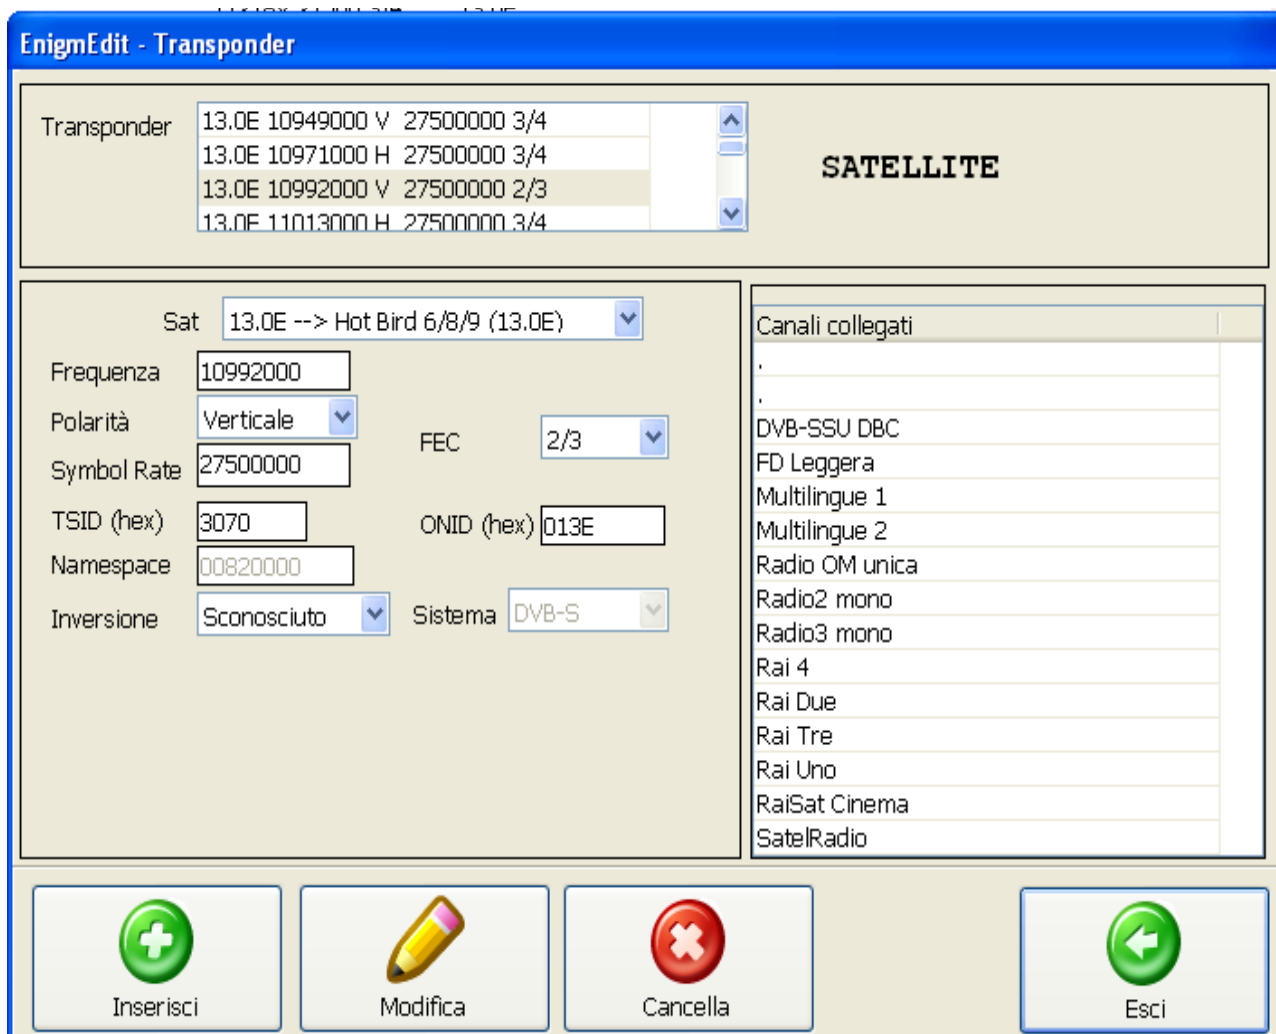 EnigmEdit - Transponder
Transponder
13.0E 10949000 V 27500000 3/4
13.0E 10971000 H 27500000 3/4
13.0E 10992000 V 27500000 2/3
13.0E 11013000 H 27500000 3/4
SATELLITE
Sat 13.0E --> Hot Bird 6/8/9 (13.0E)
Frequenza 10992000
Polarità Verticale
FEC 2/3
Symbol Rate 27500000
TSID (hex) 3070
ONID (hex) 013E
Namespace 00820000
Inversione Sconosciuto
Sistema DVB-S
Canali collegati
.
.
DVB-SSU DBC
FD Leggera
Multilingue 1
Multilingue 2
Radio OM unica
Radio2 mono
Radio3 mono
Rai 4
Rai Due
Rai Tre
Rai Uno
RaiSat Cinema
SatelRadio
Inserisci
Modifica
Cancella
Esci